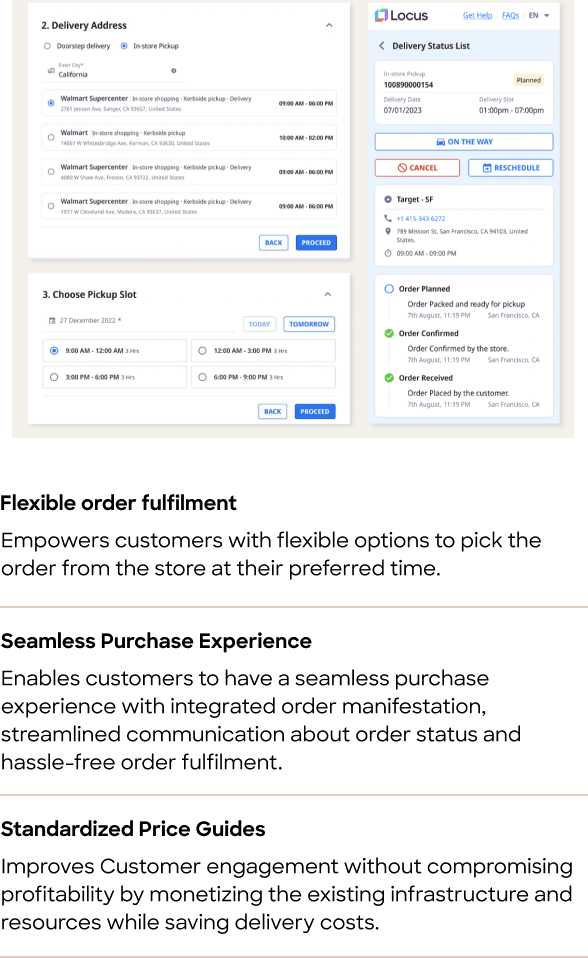 2. Delivery Address
Doorstep delivery In-store Pickup
Enter City*
California
Walmart Supercenter In-store shopping · Kerbside pickup · Delivery
2761 Jensen Ave, Sanger, CA 93657, United States
09:00 AM - 06:00 PM
Walmart In-store shopping · Kerbside pickup
14061 W Whitesbridge Ave, Kerman, CA 93630, United States
10:00 AM - 02:00 PM
Walmart Supercenter In-store shopping · Kerbside pickup · Delivery
4080 W Shaw Ave, Fresno, CA 93722, United States
09:00 AM - 06:00 PM
Walmart Supercenter In-store shopping · Kerbside pickup · Delivery
1977 W Cleveland Ave, Madera, CA 93637, United States
09:00 AM - 06:00 PM
BACK PROCEED
3. Choose Pickup Slot
27 December 2022 *
TODAY TOMORROW
9:00 AM - 12:00 AM 3 Hrs
12:00 AM - 3:00 PM 3 Hrs
3:00 PM - 6:00 PM 3 Hrs
6:00 PM - 9:00 PM 3 Hrs
BACK PROCEED
Locus
Get Help FAQs EN
Delivery Status List
In-store Pickup
100890000154
Planned
Delivery Date Delivery Slot
07/01/2023 01:00pm - 07:00pm
ON THE WAY
CANCEL RESCHEDULE
Target - SF
+1 415-343-6272
789 Mission St, San Francisco, CA 94103, United
States.
09:00 AM - 09:00 PM
Order Planned
Order Packed and ready for pickup
7th August, 11:19 PM San Francisco, CA
Order Confirmed
Order Confirmed by the store.
7th August, 11:19 PM San Francisco, CA
Order Received
Order Placed by the customer.
7th August, 11:19 PM San Francisco, CA
Flexible order fulfilment
Empowers customers with flexible options to pick the
order from the store at their preferred time.
Seamless Purchase Experience
Enables customers to have a seamless purchase
experience with integrated order manifestation,
streamlined communication about order status and
hassle-free order fulfilment.
Standardized Price Guides
Improves Customer engagement without compromising
profitability by monetizing the existing infrastructure and
resources while saving delivery costs.